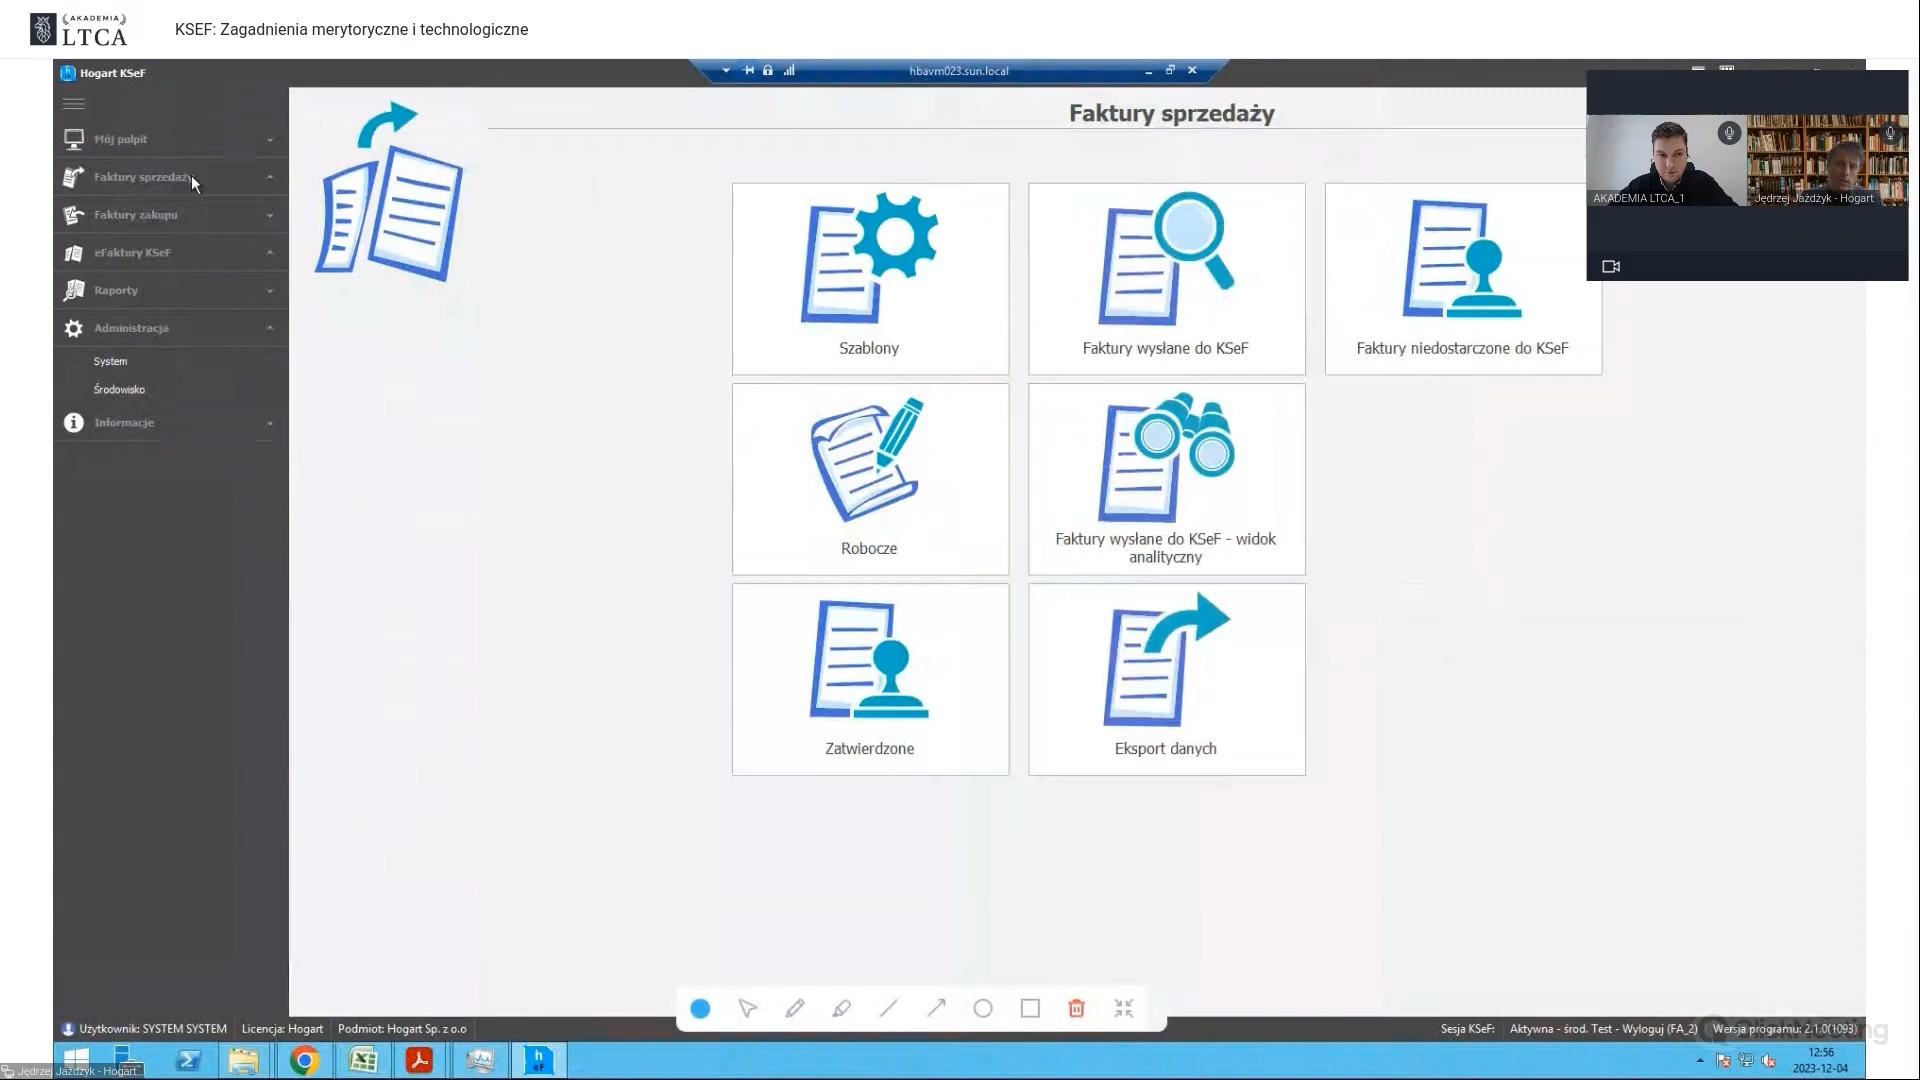 AKADEMIA
LTCA
KSEF: Zagadnienia merytoryczne i technologiczne
Hogart KSeF
hbavm023.sun.local
Mój pulpit
Faktury sprzedaży
Faktury zakupu
eFaktury KSeF
Raporty
Administracja
System
Środowisko
Informacje
Faktury sprzedaży
AKADEMIA LTCA_1
Jędrzej Jażdżyk - Hogart
Szablony
Faktury wysłane do KSeF
Faktury niedostarczone do KSeF
Robocze
Faktury wysłane do KSeF - widok
analityczny
Zatwierdzone
Eksport danych
Użytkownik: SYSTEM SYSTEM
Licencja: Hogart
Podmiot: Hogart Sp. z o.o
Sesja KSeF:
Aktywna - środ. Test - Wyloguj (FA_2)
Wersja programu: 2.1.0(1093)
ClickMeeting
12:56
2023-12-04
Jędrzej Jażdżyk - Hogart